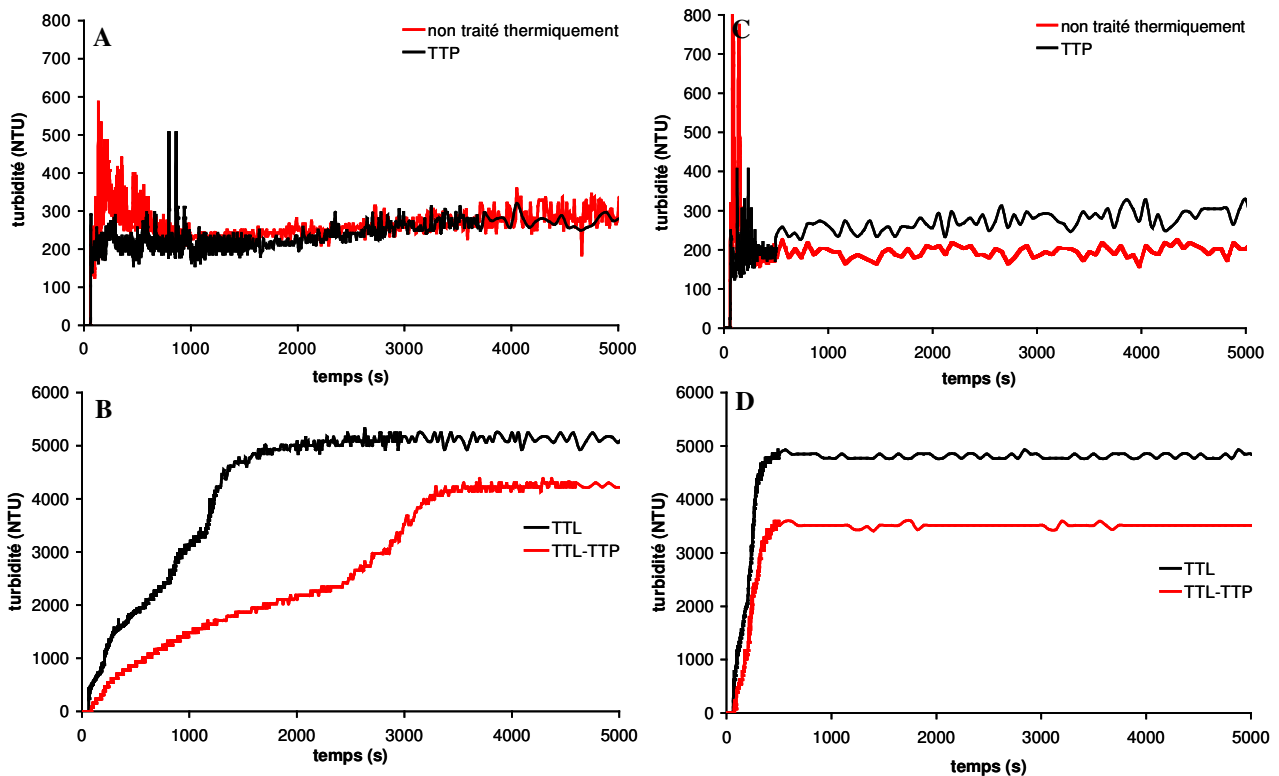 A
non traité thermiquement
TTP
turbidité (NTU)
800
700
600
500
400
300
200
100
0
0 1000 2000 3000 4000 5000
temps (s)
C
non traité thermiquement
TTP
turbidité (NTU)
800
700
600
500
400
300
200
100
0
0 1000 2000 3000 4000 5000
temps (s)
B
TTL
TTL-TTP
turbidité (NTU)
6000
5000
4000
3000
2000
1000
0
0 1000 2000 3000 4000 5000
temps (s)
D
TTL
TTL-TTP
turbidité (NTU)
6000
5000
4000
3000
2000
1000
0
0 1000 2000 3000 4000 5000
temps (s)